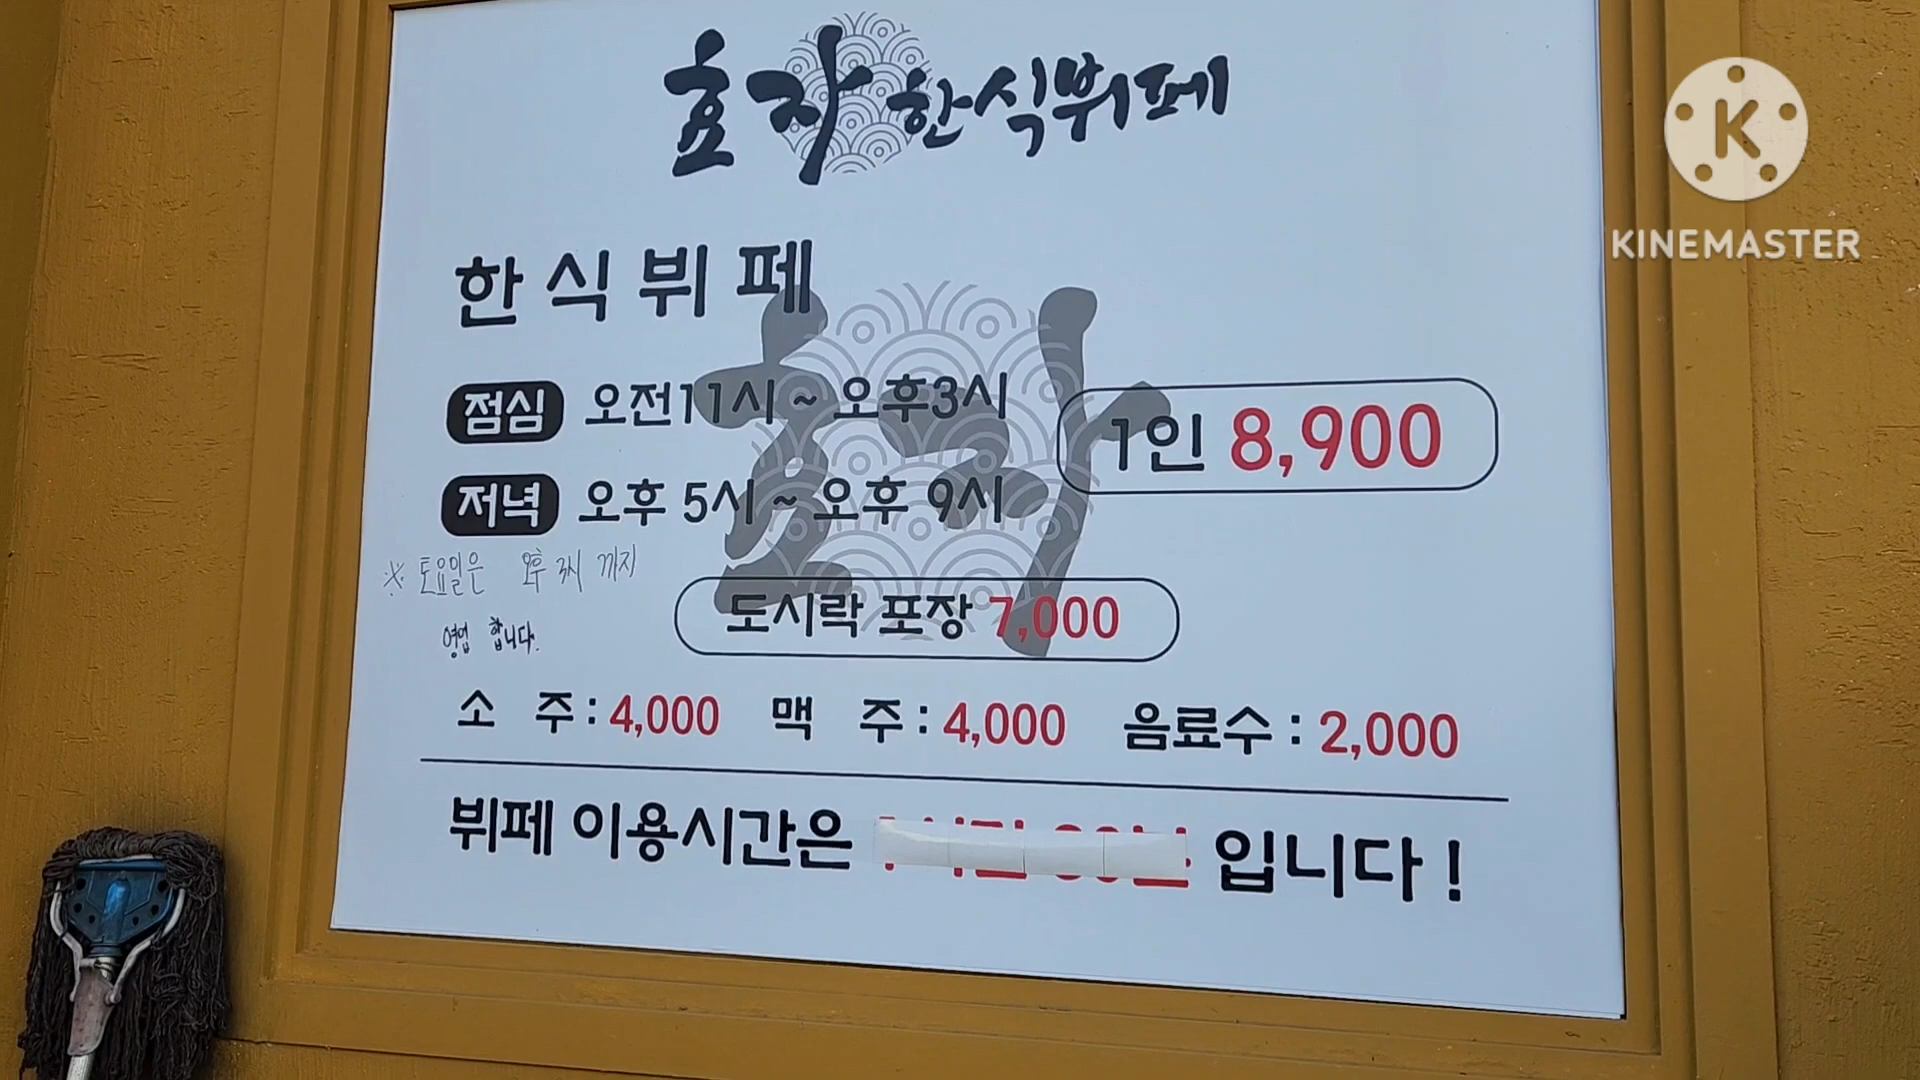 효자 한식뷔페
K
KINEMASTER
한식뷔페
점심 오전11시 ~ 오후3시
1인 8,900
저녁 오후 5시 ~ 오후 9시
※ 토요일은 오후 3시 까지
영업 합니다.
효자
도시락 포장 7,000
소 주 : 4,000 맥 주 : 4,000 음료수 : 2,000
뷔페 이용시간은 입니다 !